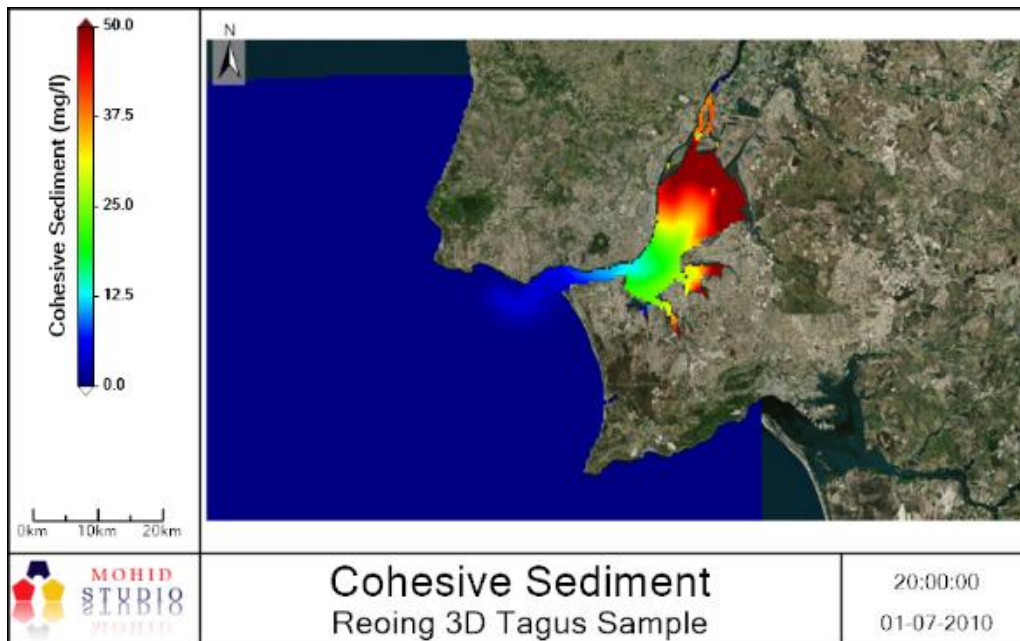 50.0
37.5
25.0
12.5
0.0
Cohesive Sediment (mg/l)
N
0km 10km 20km
MOHID
STUDIO
Cohesive Sediment
Reoing 3D Tagus Sample
20:00:00
01-07-2010